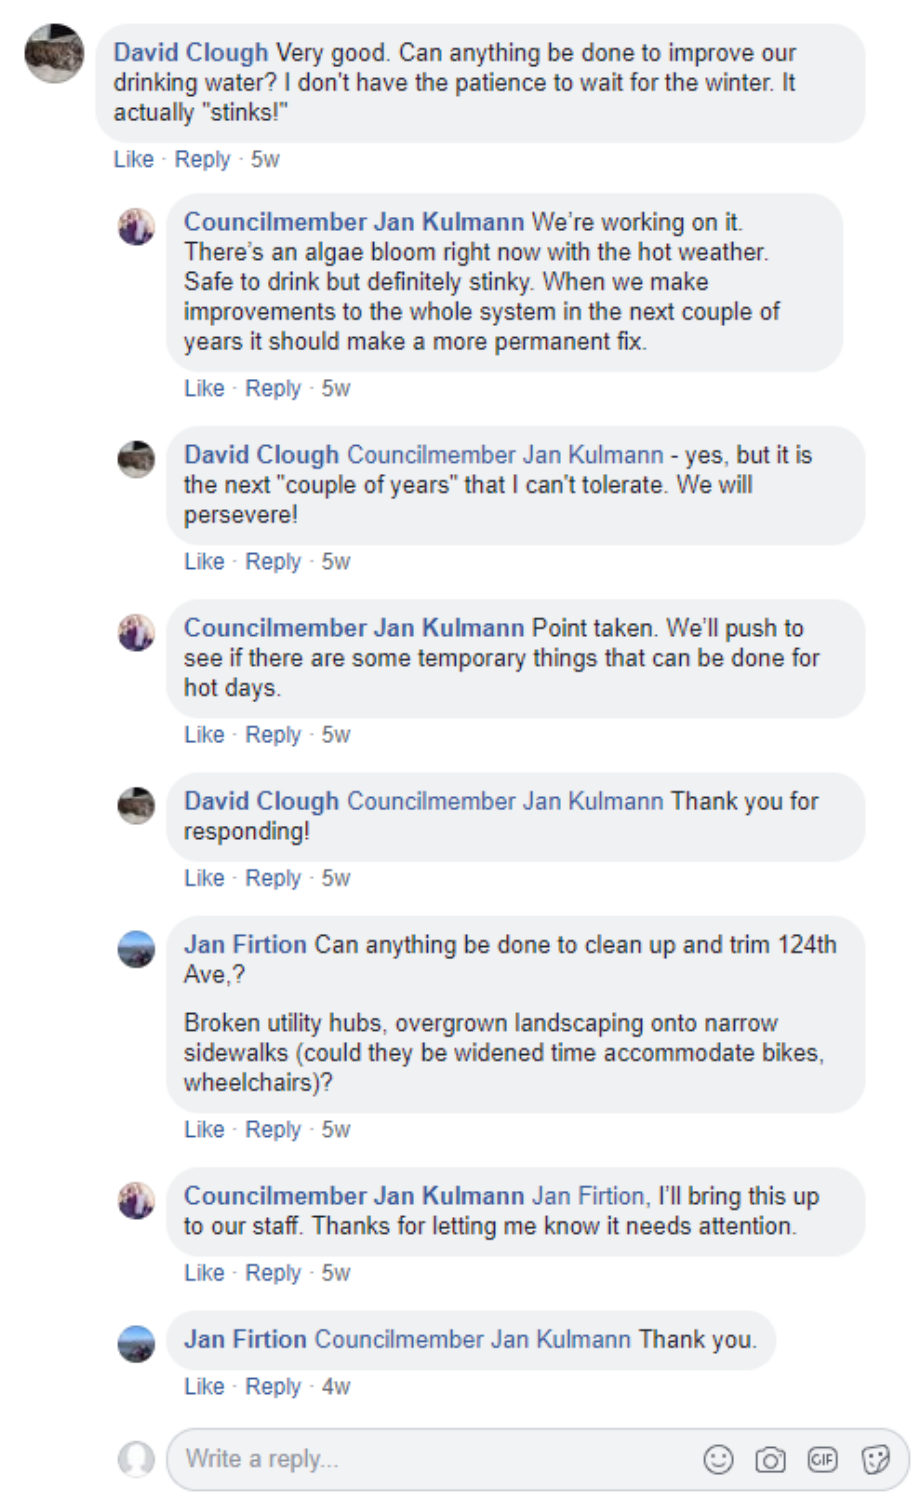 David Clough Very good. Can anything be done to improve our
drinking water? I don't have the patience to wait for the winter. It
actually "stinks!"
Like · Reply · 5w
Councilmember Jan Kulmann We're working on it.
There's an algae bloom right now with the hot weather.
Safe to drink but definitely stinky. When we make
improvements to the whole system in the next couple of
years it should make a more permanent fix.
Like · Reply · 5w
David Clough Councilmember Jan Kulmann - yes, but it is
the next "couple of years" that I can't tolerate. We will
persevere!
Like · Reply · 5w
Councilmember Jan Kulmann Point taken. We'll push to
see if there are some temporary things that can be done for
hot days.
Like · Reply · 5w
David Clough Councilmember Jan Kulmann Thank you for
responding!
Like · Reply · 5w
Jan Firtion Can anything be done to clean up and trim 124th
Ave,?
Broken utility hubs, overgrown landscaping onto narrow
sidewalks (could they be widened time accommodate bikes,
wheelchairs)?
Like · Reply · 5w
Councilmember Jan Kulmann Jan Firtion, I'll bring this up
to our staff. Thanks for letting me know it needs attention.
Like · Reply · 5w
Jan Firtion Councilmember Jan Kulmann Thank you.
Like · Reply · 4w
Write a reply... GIF